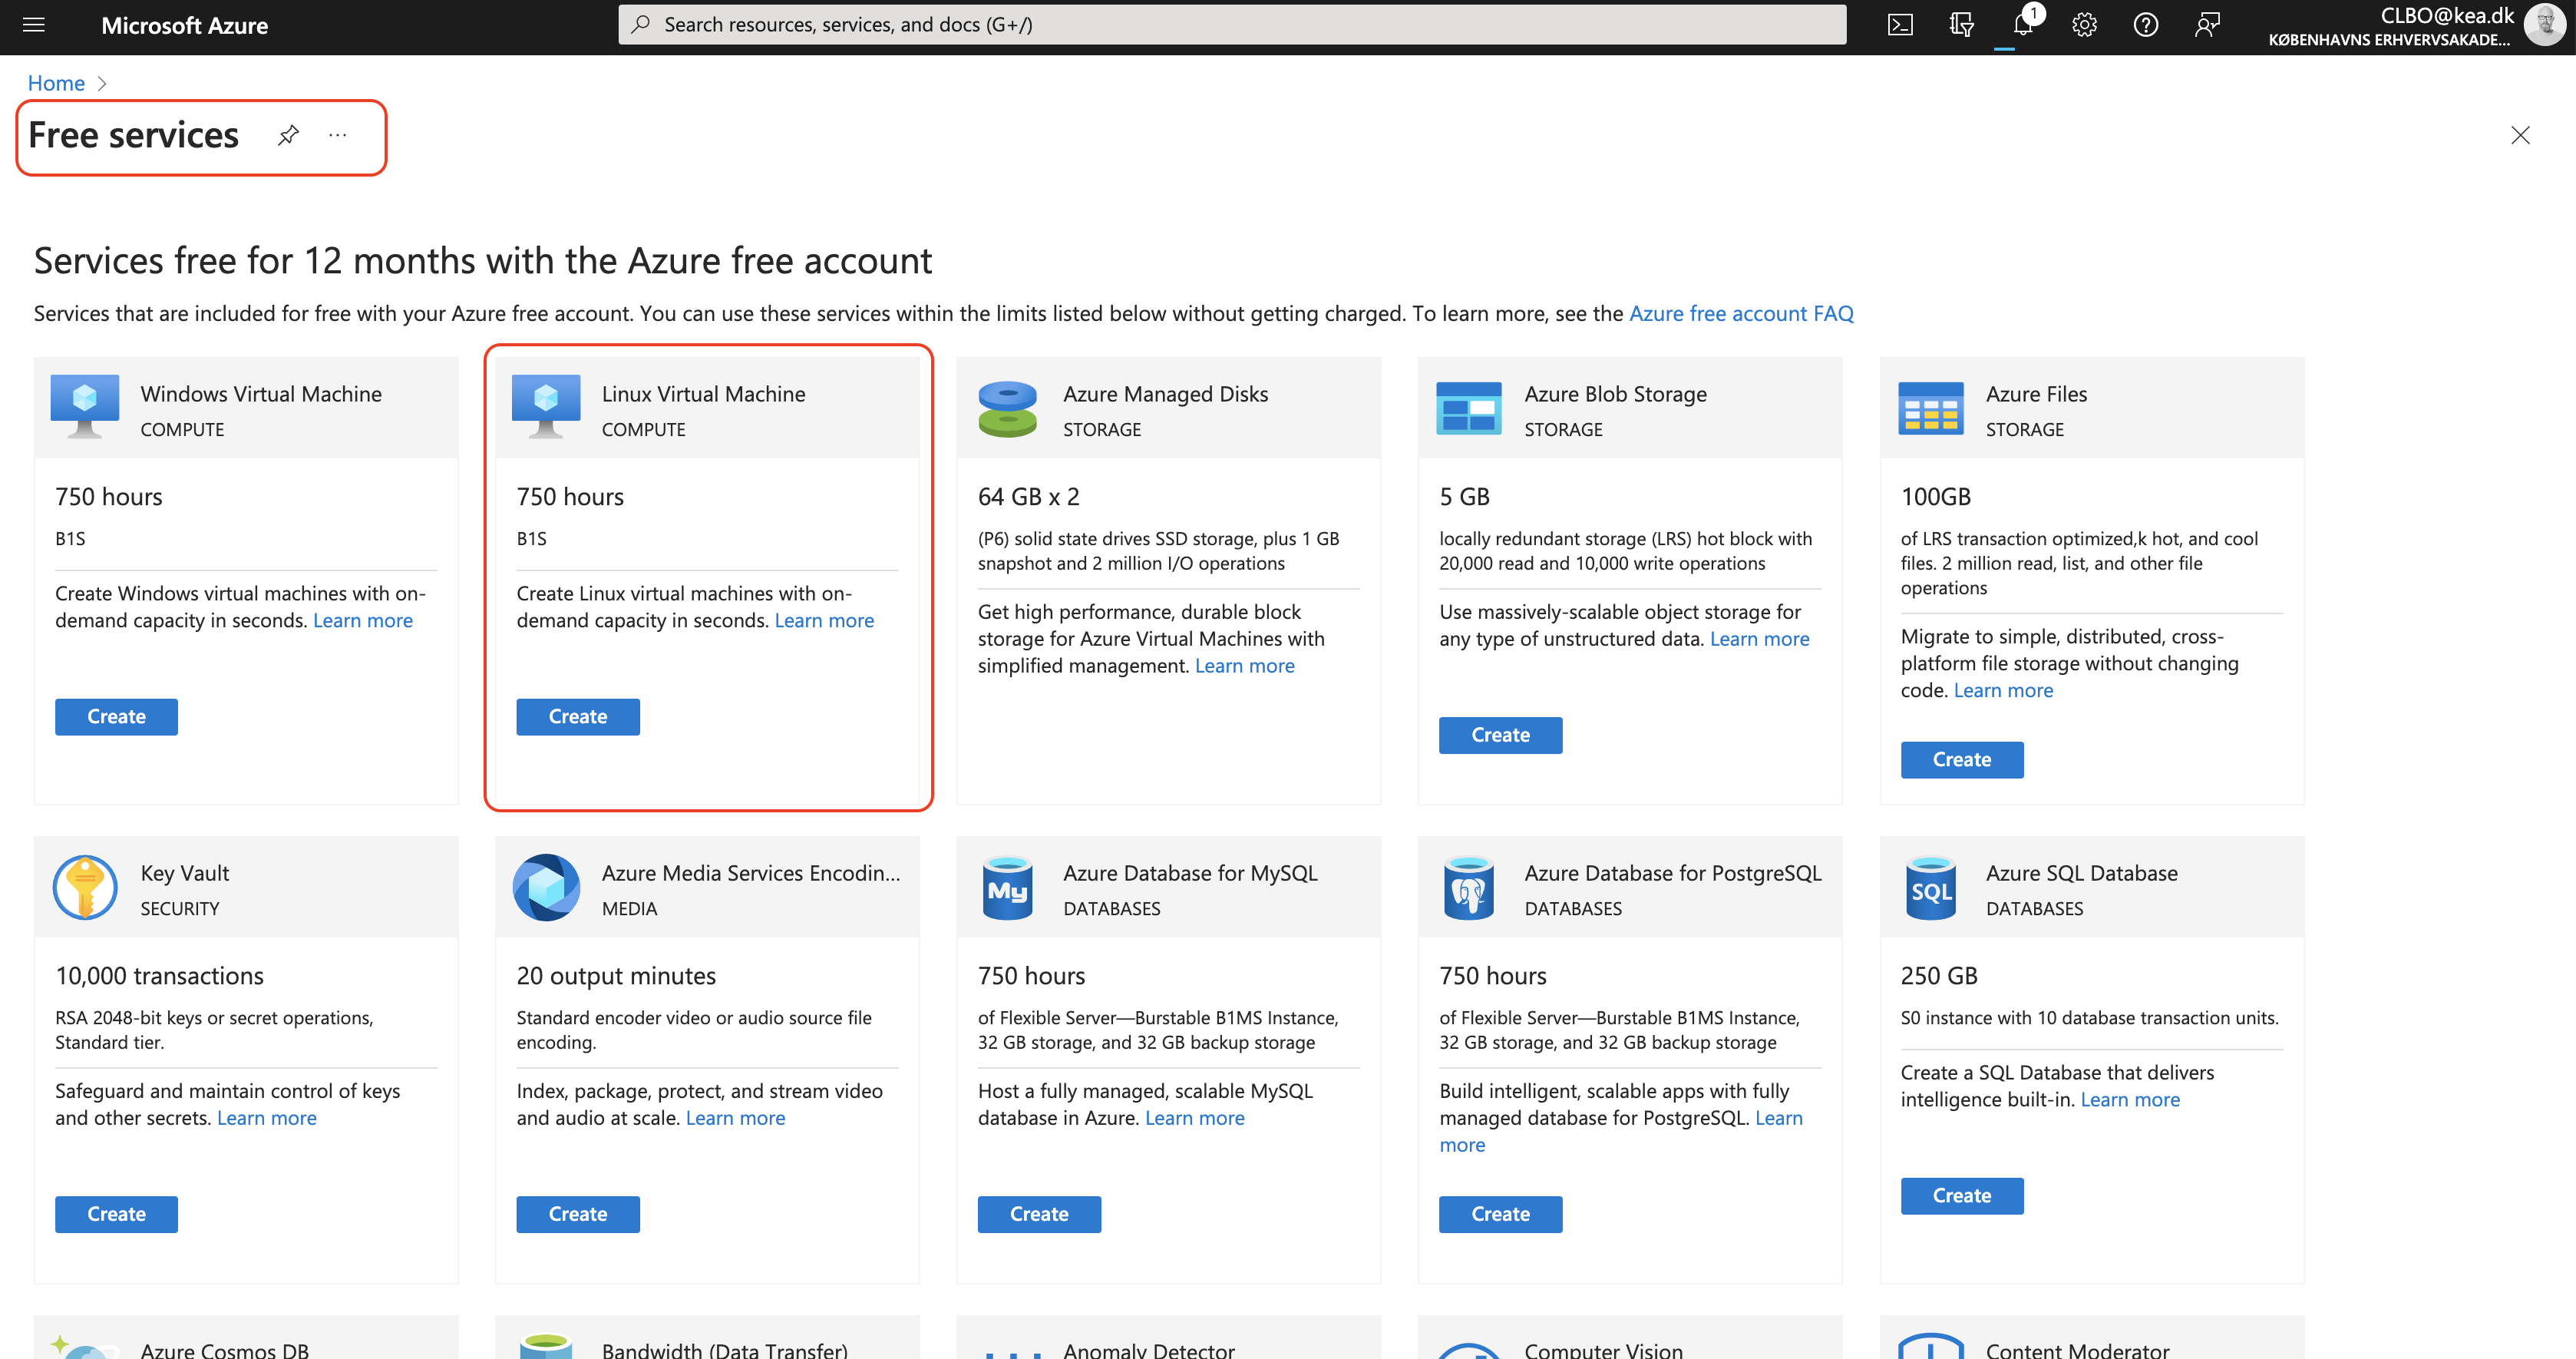 Microsoft Azure
Search resources, services, and docs (G+/)
1
CLBO@kea.dk
KØBENHAVNS ERHVERVSAKADE...
Home
Free services
Services free for 12 months with the Azure free account
Services that are included for free with your Azure free account. You can use these services within the limits listed below without getting charged. To learn more, see the Azure free account FAQ
Windows Virtual Machine
COMPUTE
750 hours
B1S
Create Windows virtual machines with on-
demand capacity in seconds. Learn more
Create
Linux Virtual Machine
COMPUTE
750 hours
B1S
Create Linux virtual machines with on-
demand capacity in seconds. Learn more
Create
Azure Managed Disks
STORAGE
64 GB x 2
(P6) solid state drives SSD storage, plus 1 GB
snapshot and 2 million I/O operations
Get high performance, durable block
storage for Azure Virtual Machines with
simplified management. Learn more
Azure Blob Storage
STORAGE
5 GB
locally redundant storage (LRS) hot block with
20,000 read and 10,000 write operations
Use massively-scalable object storage for
any type of unstructured data. Learn more
Create
Azure Files
STORAGE
100GB
of LRS transaction optimized,k hot, and cool
files. 2 million read, list, and other file
operations
Migrate to simple, distributed, cross-
platform file storage without changing
code. Learn more
Create
Key Vault
SECURITY
10,000 transactions
RSA 2048-bit keys or secret operations,
Standard tier.
Safeguard and maintain control of keys
and other secrets. Learn more
Create
Azure Media Services Encodin...
MEDIA
20 output minutes
Standard encoder video or audio source file
encoding.
Index, package, protect, and stream video
and audio at scale. Learn more
Create
My
Azure Database for MySQL
DATABASES
750 hours
of Flexible Server—Burstable B1MS Instance,
32 GB storage, and 32 GB backup storage
Host a fully managed, scalable MySQL
database in Azure. Learn more
Create
Azure Database for PostgreSQL
DATABASES
750 hours
of Flexible Server—Burstable B1MS Instance,
32 GB storage, and 32 GB backup storage
Build intelligent, scalable apps with fully
managed database for PostgreSQL. Learn
more
Create
SQL
Azure SQL Database
DATABASES
250 GB
S0 instance with 10 database transaction units.
Create a SQL Database that delivers
intelligence built-in. Learn more
Create
Azure Cosmos DB
Bandwidth (Data Transfer)
Anomaly Detector
Computer Vision
Content Moderator